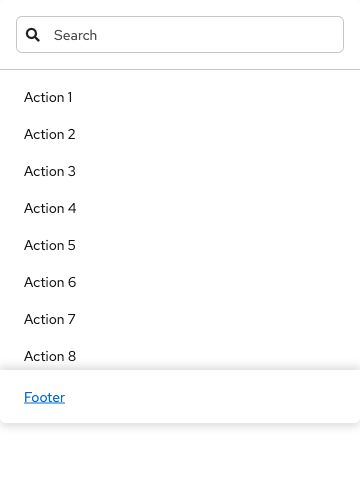 Search
Action 1
Action 2
Action 3
Action 4
Action 5
Action 6
Action 7
Action 8
Footer